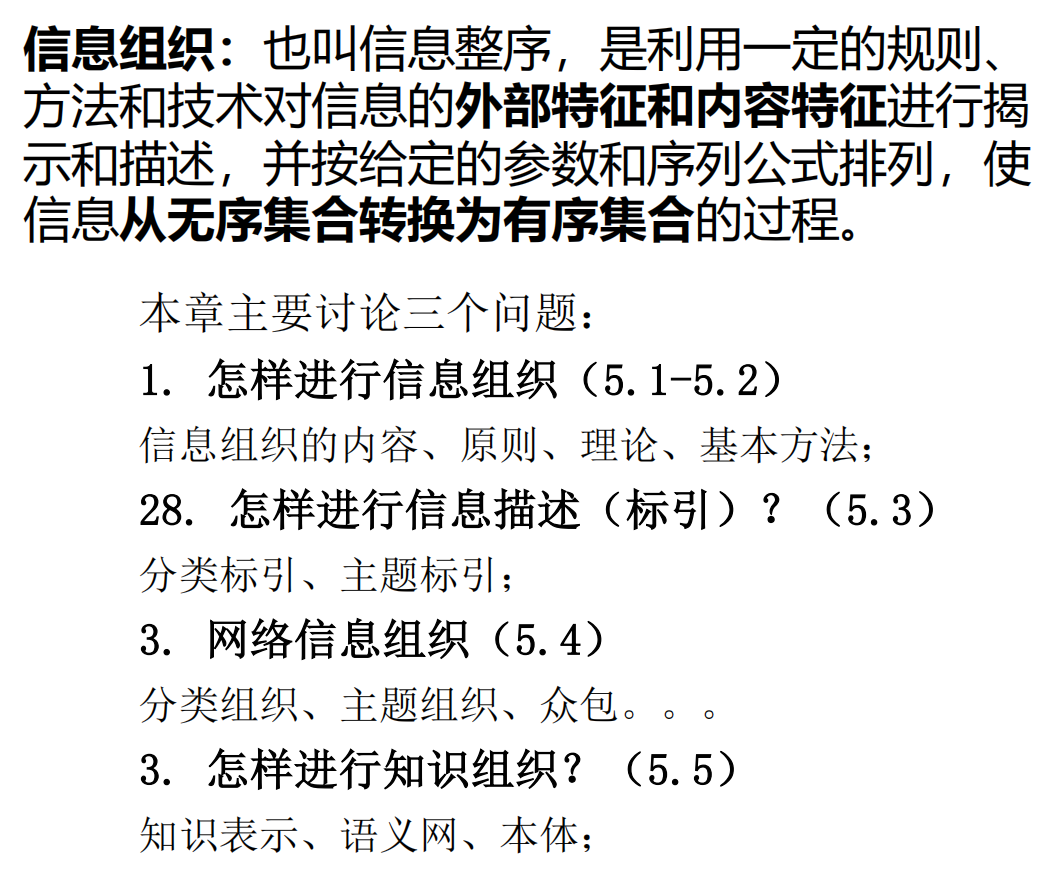 信息组织：也叫信息整序，是利用一定的规则、
方法和技术对信息的外部特征和内容特征进行揭
示和描述，并按给定的参数和序列公式排列，使
信息从无序集合转换为有序集合的过程。
本章主要讨论三个问题：
1. 怎样进行信息组织（5.1-5.2）
信息组织的内容、原则、理论、基本方法；
28. 怎样进行信息描述（标引）？（5.3）
分类标引、主题标引；
3. 网络信息组织（5.4）
分类组织、主题组织、众包。。。
3. 怎样进行知识组织？（5.5）
知识表示、语义网、本体；